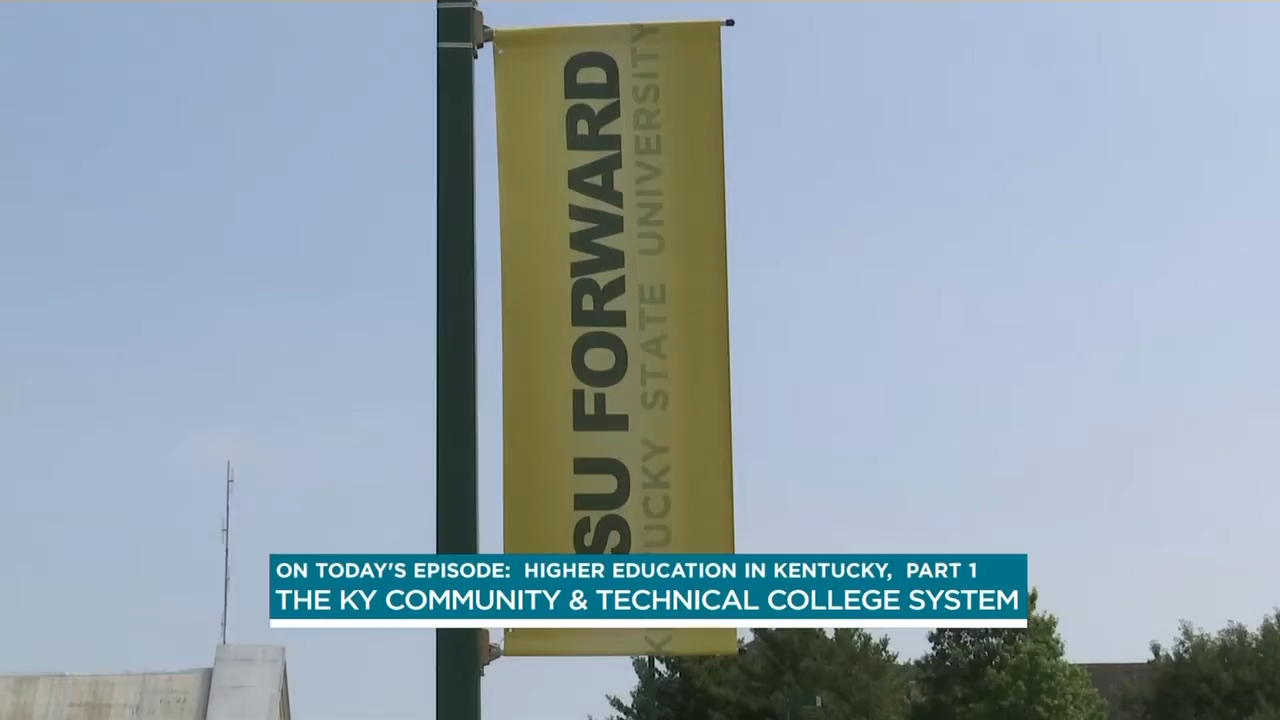 SU FORWARD
UCKY STATE UNIVERSITY
ON TODAY'S EPISODE: HIGHER EDUCATION IN KENTUCKY, PART 1
THE KY COMMUNITY & TECHNICAL COLLEGE SYSTEM